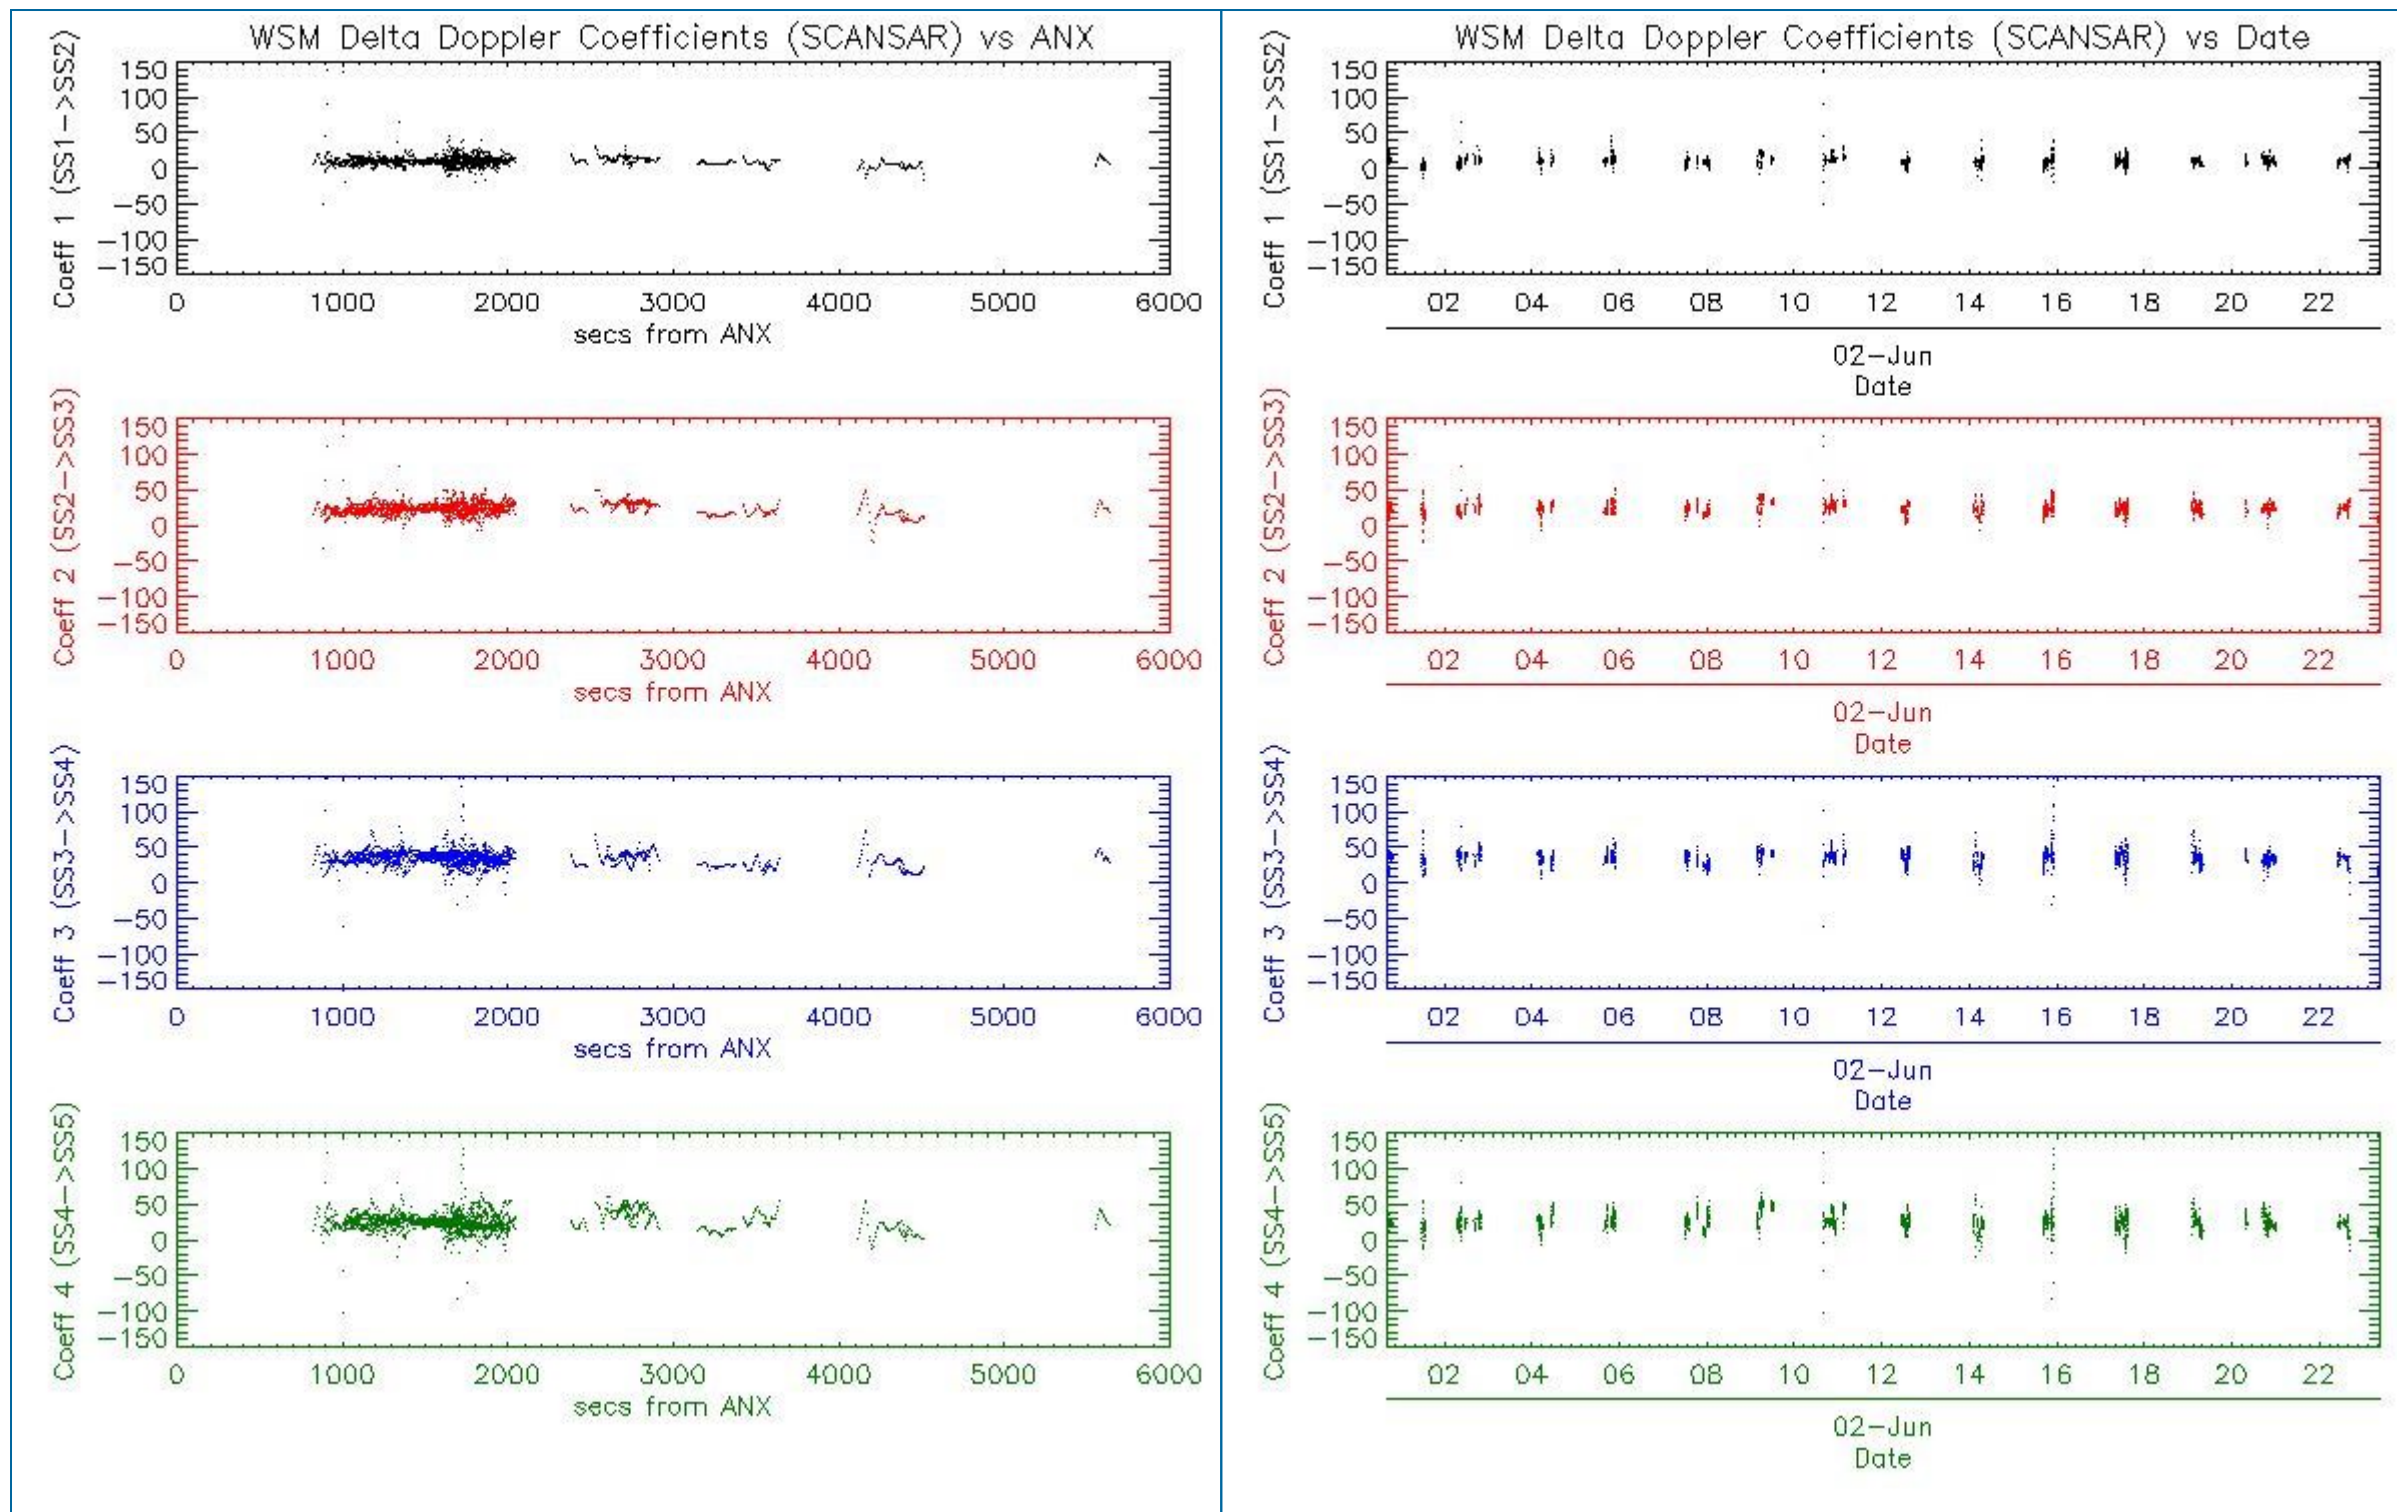 WSM Delta Doppler Coefficients (SCANSAR) vs ANX
Coeff 1 (SS1->SS2)
150
100
50
0
-50
-100
-150
0 1000 2000 3000 4000 5000 6000
secs from ANX
Coeff 2 (SS2->SS3)
150
100
50
0
-50
-100
-150
0 1000 2000 3000 4000 5000 6000
secs from ANX
Coeff 3 (SS3->SS4)
150
100
50
0
-50
-100
-150
0 1000 2000 3000 4000 5000 6000
secs from ANX
Coeff 4 (SS4->SS5)
150
100
50
0
-50
-100
-150
0 1000 2000 3000 4000 5000 6000
secs from ANX
WSM Delta Doppler Coefficients (SCANSAR) vs Date
Coeff 1 (SS1->SS2)
150
100
50
0
-50
-100
-150
02 04 06 08 10 12 14 16 18 20 22
02-Jun
Date
Coeff 2 (SS2->SS3)
150
100
50
0
-50
-100
-150
02 04 06 08 10 12 14 16 18 20 22
02-Jun
Date
Coeff 3 (SS3->SS4)
150
100
50
0
-50
-100
-150
02 04 06 08 10 12 14 16 18 20 22
02-Jun
Date
Coeff 4 (SS4->SS5)
150
100
50
0
-50
-100
-150
02 04 06 08 10 12 14 16 18 20 22
02-Jun
Date